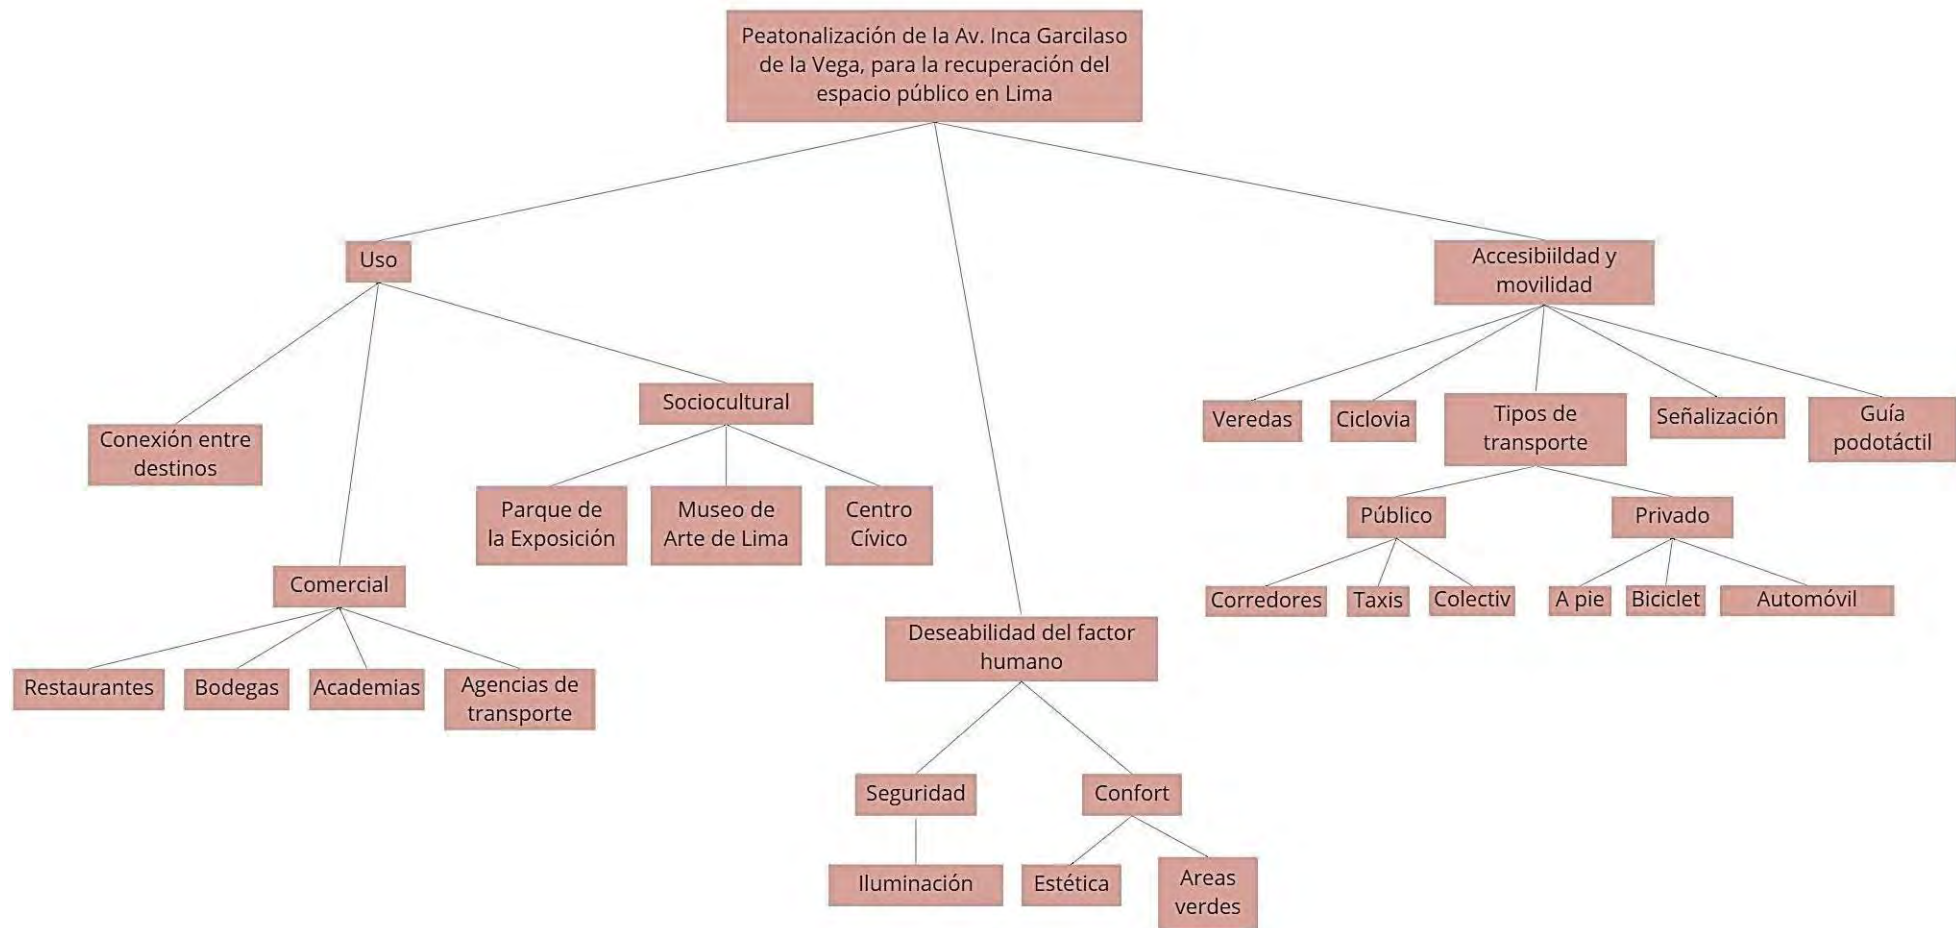 Peatonalización de la Av. Inca Garcilaso
de la Vega, para la recuperación del
espacio público en Lima
Uso
Accesibiildad y
movilidad
Conexión entre
destinos
Sociocultural
Parque de
la Exposición
Museo de
Arte de Lima
Centro
Cívico
Comercial
Restaurantes
Bodegas
Academias
Agencias de
transporte
Deseabilidad del factor
humano
Seguridad
Confort
Iluminación
Estética
Areas
verdes
Veredas
Ciclovia
Tipos de
transporte
Señalización
Guía
podotáctil
Público
Privado
Corredores
Taxis
Colectiv
A pie
Biciclet
Automóvil